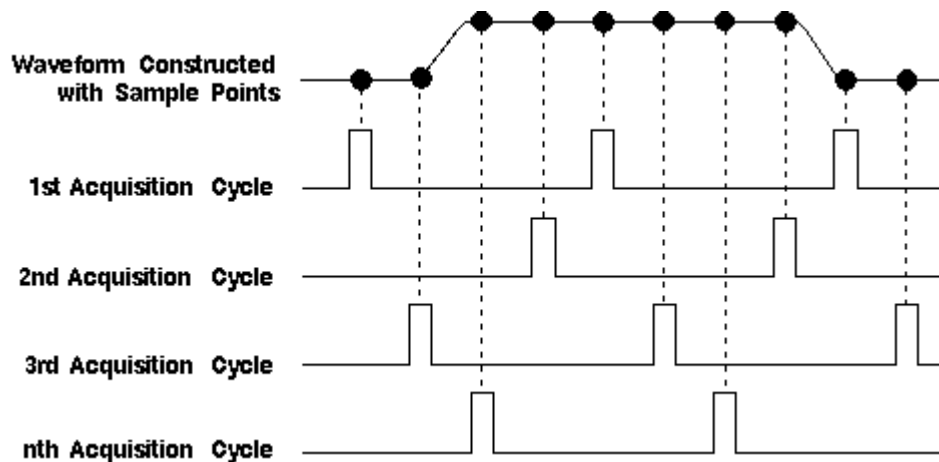 Waveform Constructed
with Sample Points
1st Acquisition Cycle
2nd Acquisition Cycle
3rd Acquisition Cycle
nth Acquisition Cycle